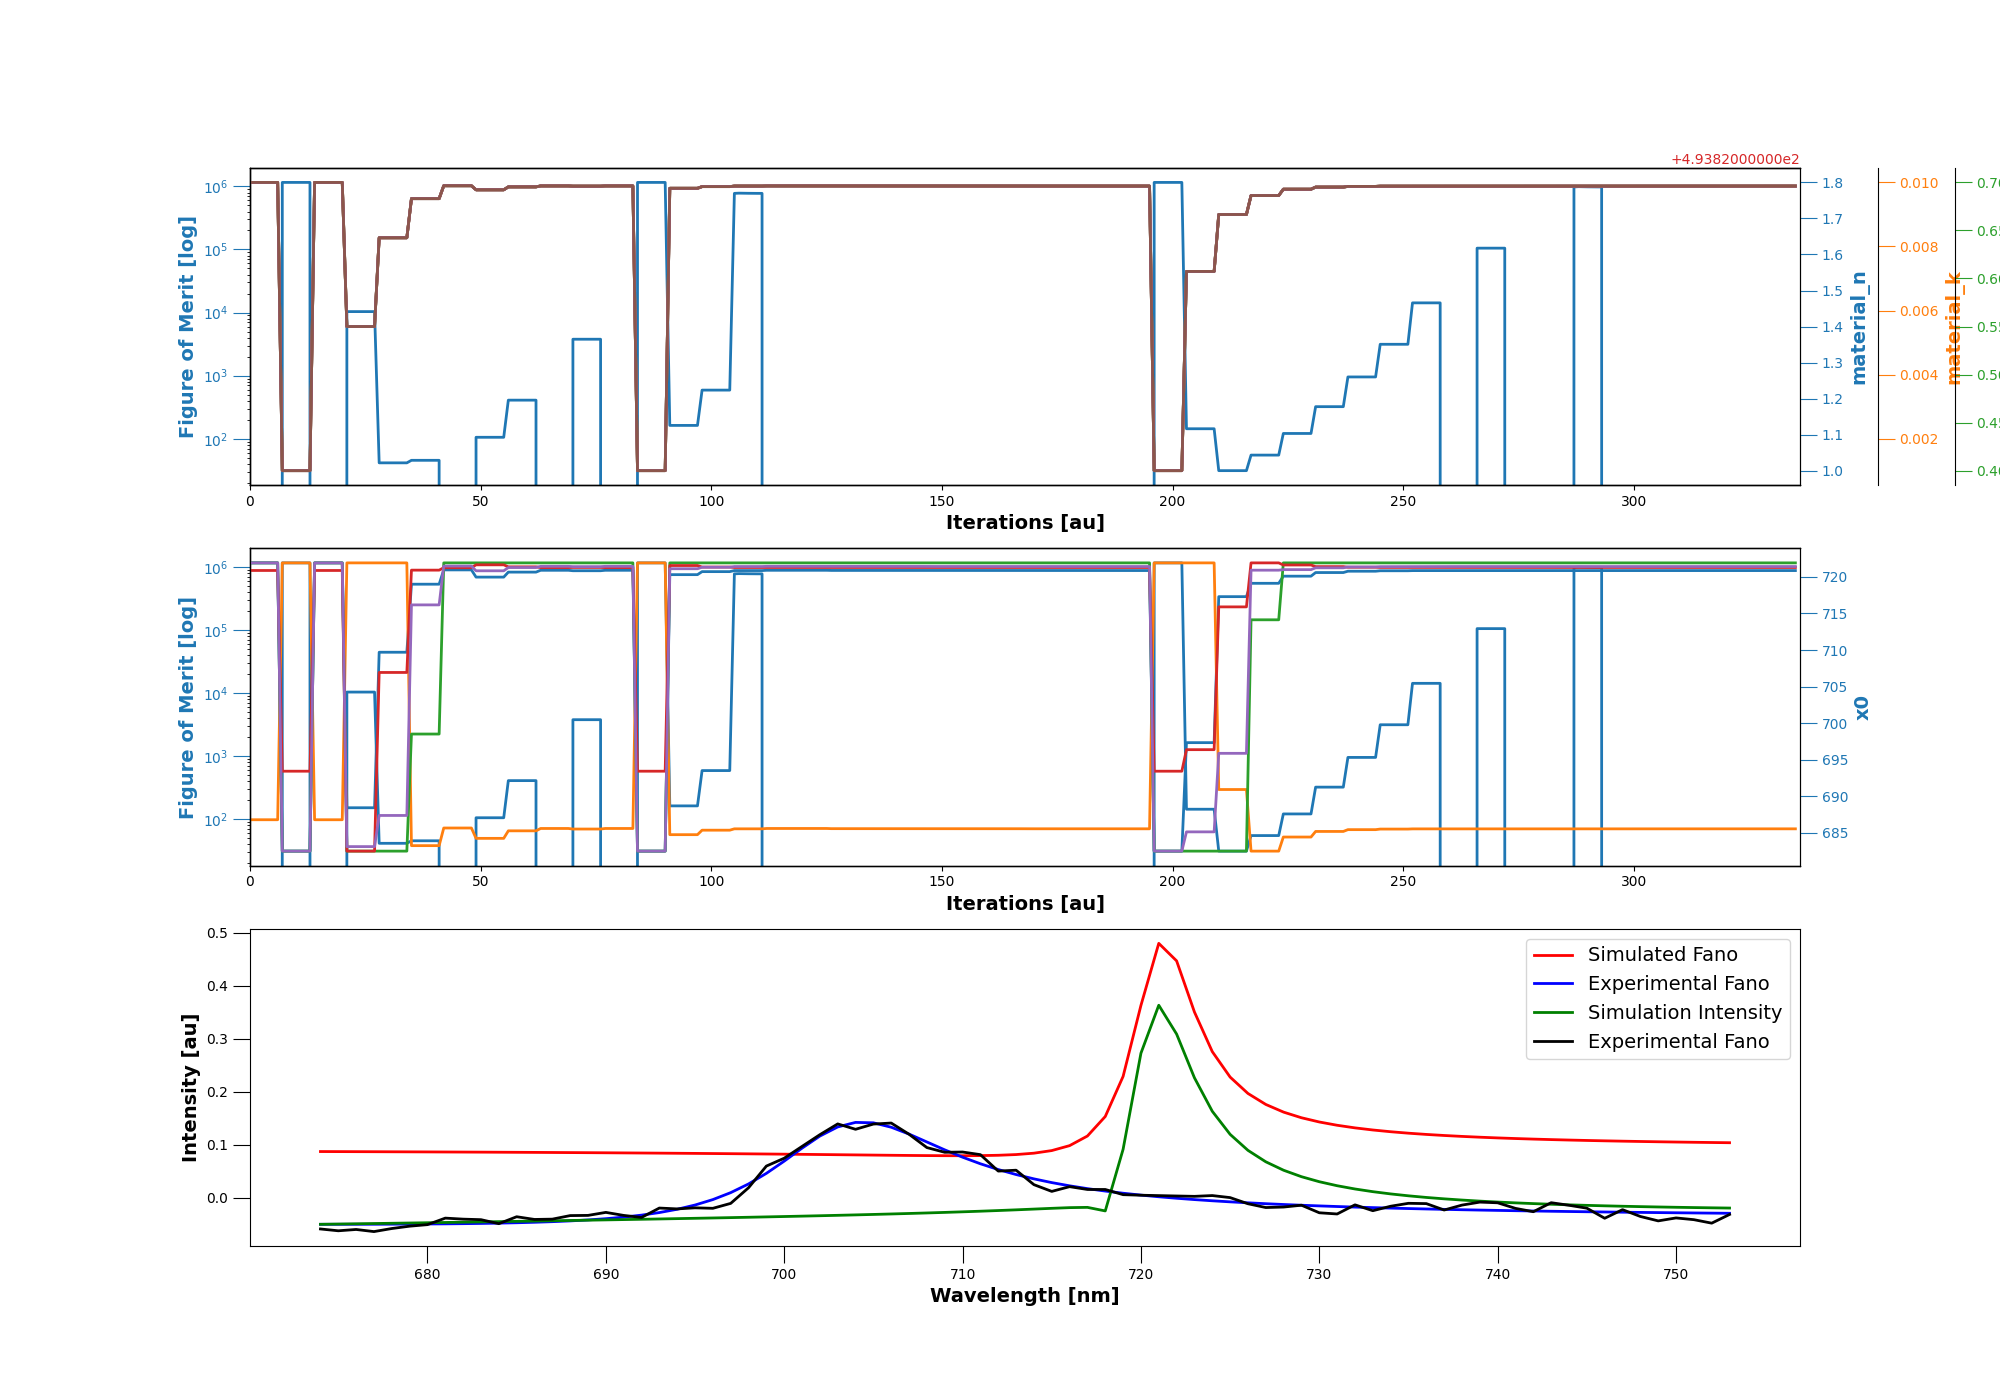 +4.9382000000e2
10^6
10^5
10^4
10^3
10^2
Figure of Merit [log]
0 50 100 150 200 250 300
Iterations [au]
1.8
1.7
1.6
1.5
1.4
1.3
1.2
1.1
1.0
material_n
0.010
0.008
0.006
0.004
0.002
material_k
10^6
10^5
10^4
10^3
10^2
Figure of Merit [log]
0 50 100 150 200 250 300
Iterations [au]
720
715
710
705
700
695
690
685
x0
0.5
0.4
0.3
0.2
0.1
0.0
Intensity [au]
Simulated Fano
Experimental Fano
Simulation Intensity
Experimental Fano
680 690 700 710 720 730 740 750
Wavelength [nm]